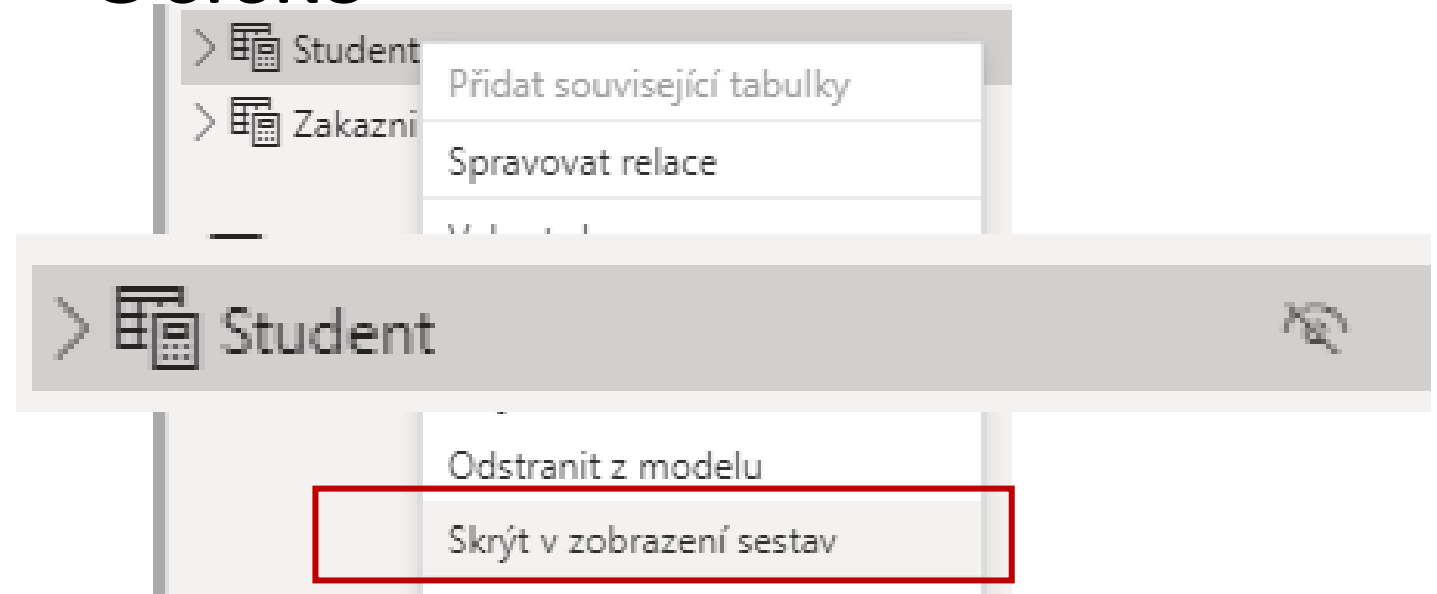 Student
Přidat související tabulky
Zakazni
Spravovat relace
Student
Odstranit z modelu
Skrýt v zobrazení sestav